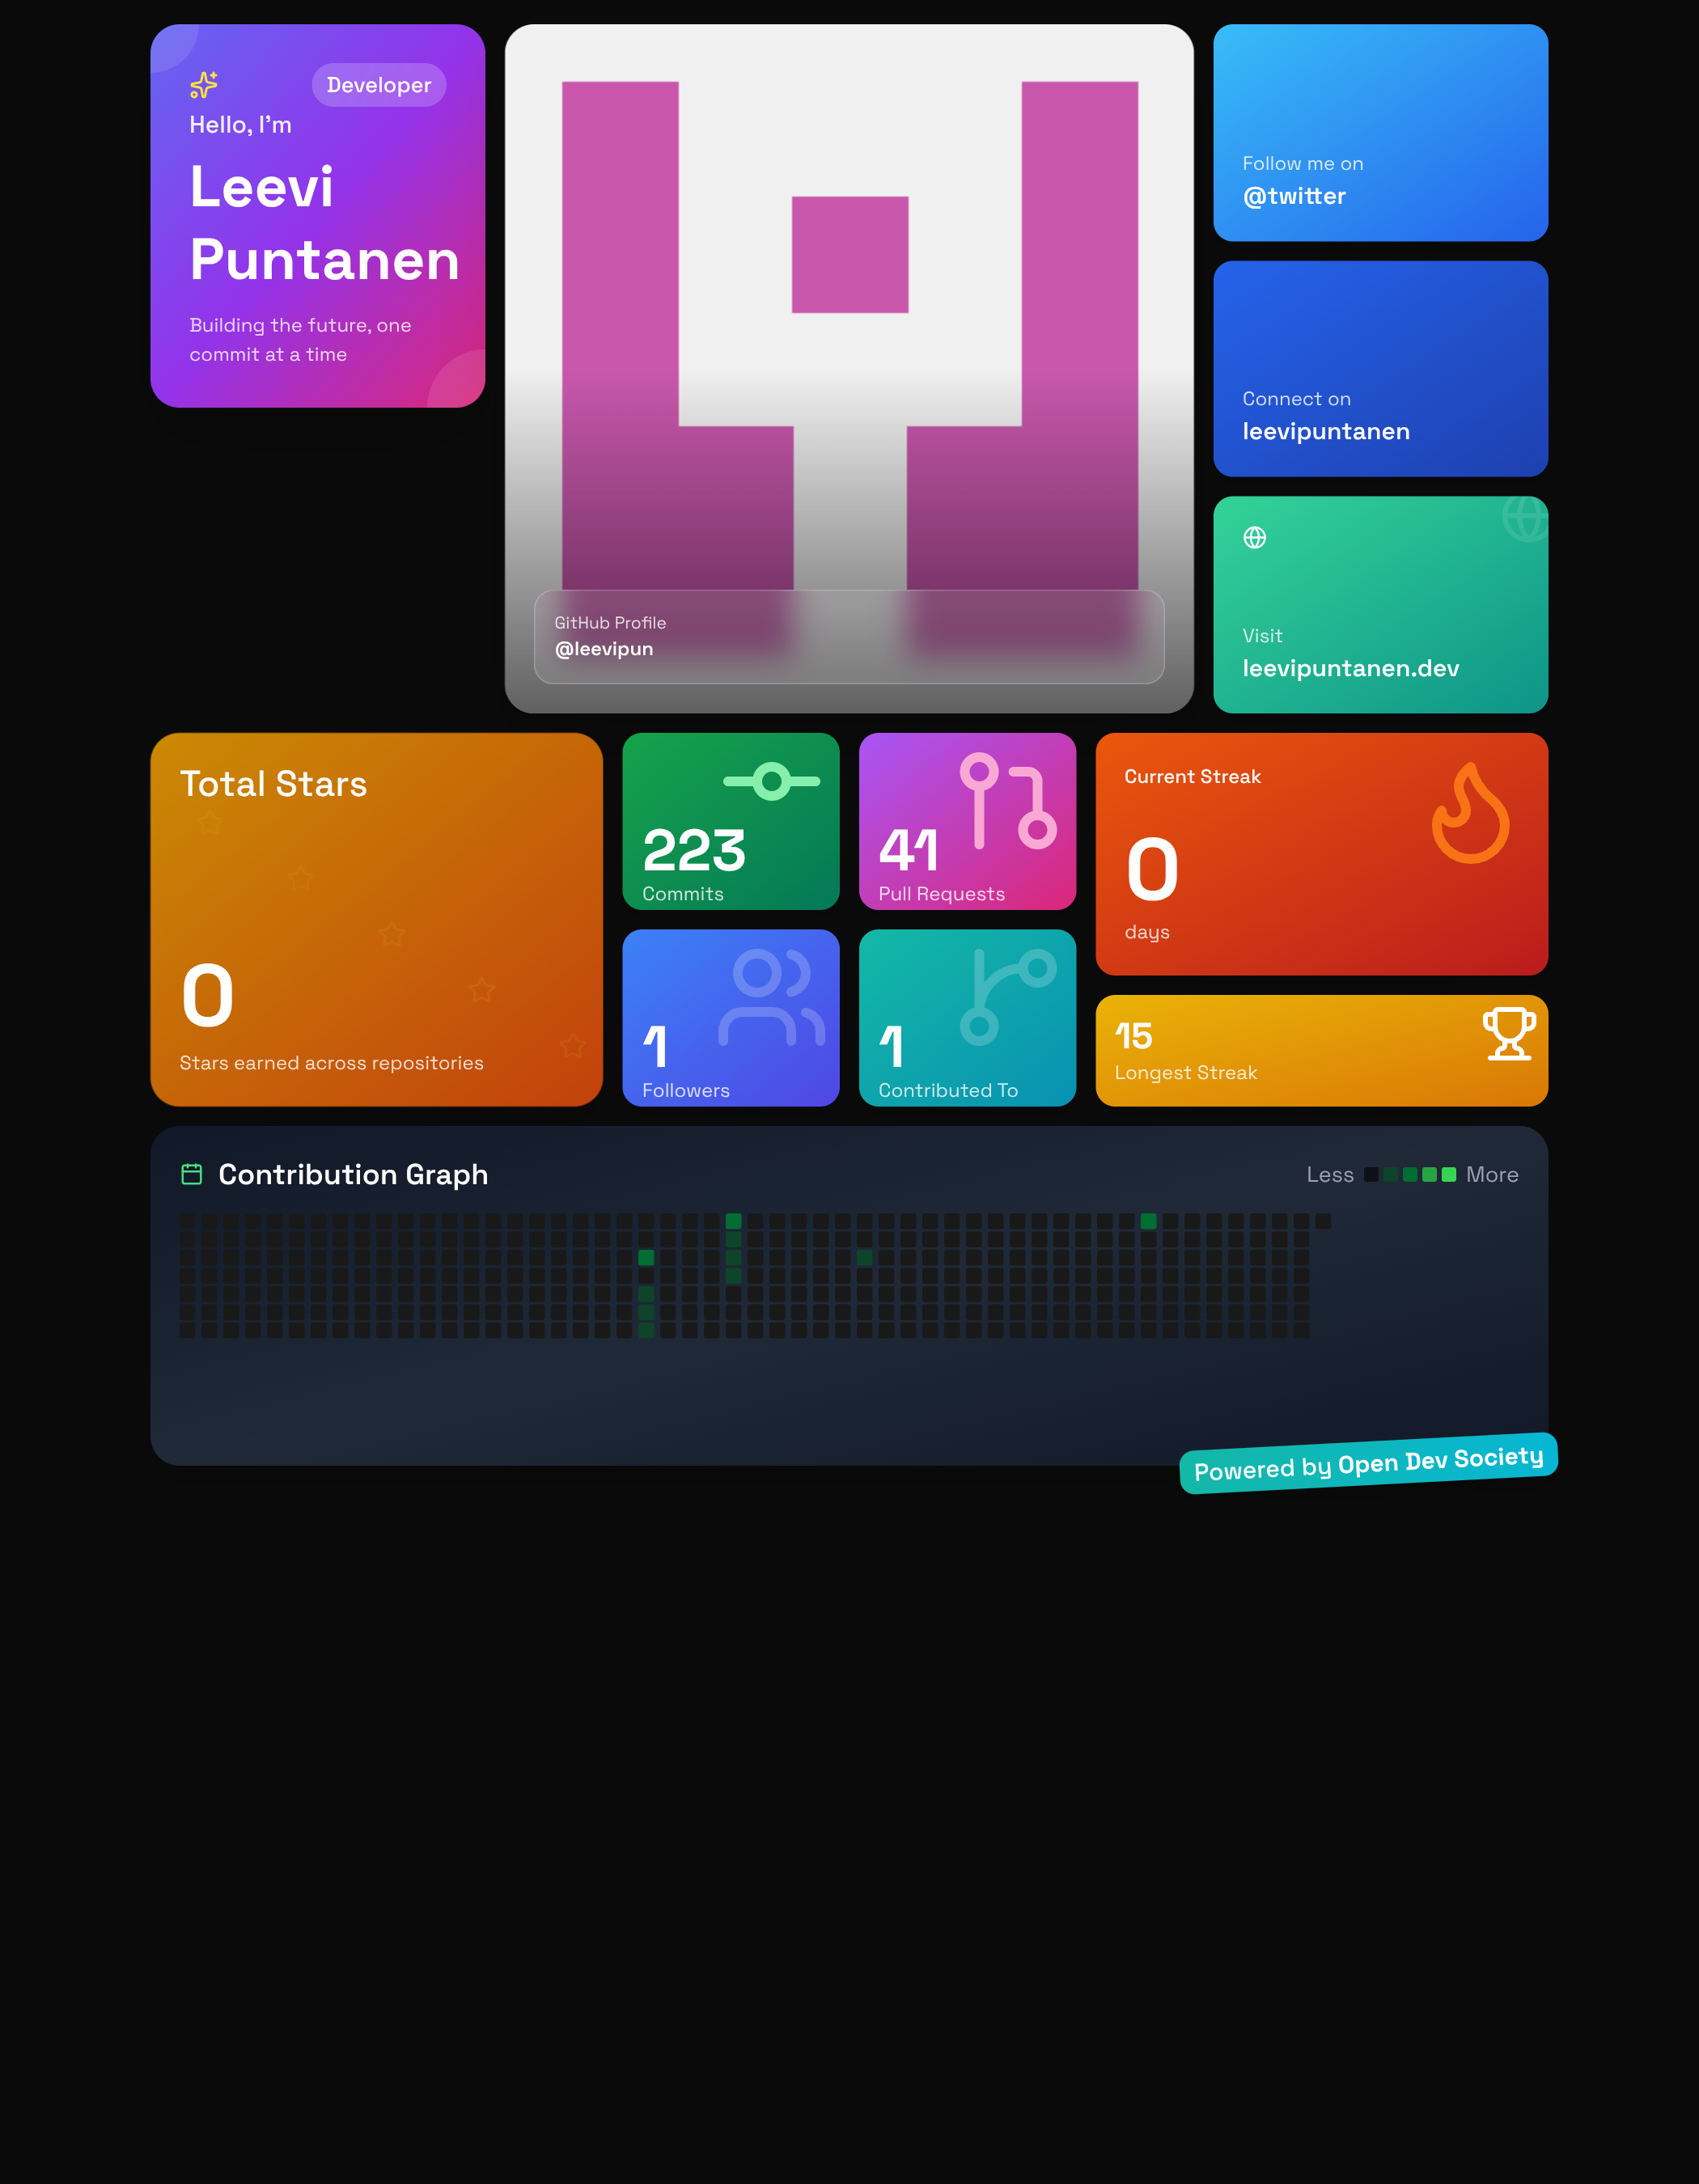 Developer
Hello, I'm
Leevi
Puntanen
Building the future, one
commit at a time
GitHub Profile
@leevipun
Follow me on
@twitter
Connect on
leevipuntanen
Visit
leevipuntanen.dev
Total Stars
0
Stars earned across repositories
223
Commits
41
Pull Requests
1
Followers
1
Contributed To
Current Streak
0
days
15
Longest Streak
Contribution Graph
Less More
Powered by Open Dev Society